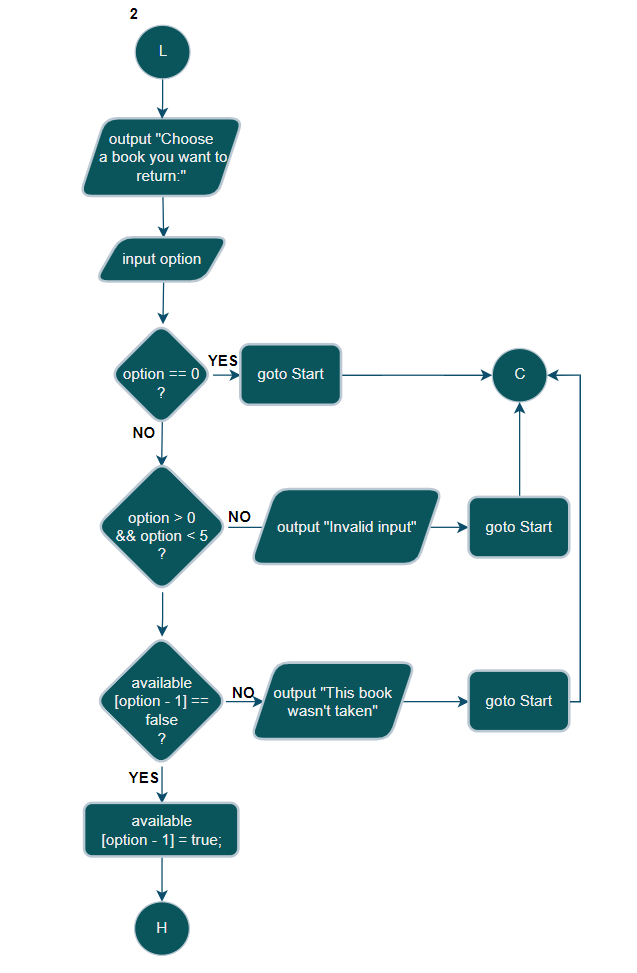 2
L
output "Choose
a book you want to
return:"
input option
option == 0
?
YES
goto Start
C
NO
option > 0
&& option < 5
?
NO
output "Invalid input"
goto Start
available
[option - 1] ==
false
?
NO
output "This book
wasn't taken"
goto Start
YES
available
[option - 1] = true;
H